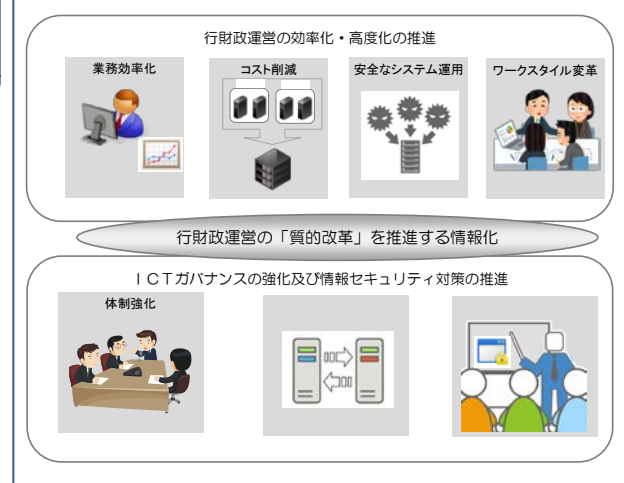 行財政運営の効率化・高度化の推進
業務効率化
コスト削減
安全なシステム運用
ワークスタイル変革
行財政運営の「質的改革」を推進する情報化
ＩＣＴガバナンスの強化及び情報セキュリティ対策の推進
体制強化